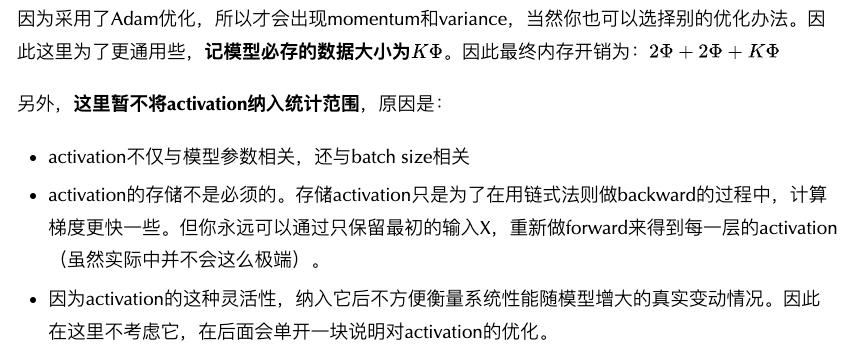 因为采用了Adam优化，所以才会出现momentum和variance，当然你也可以选择别的优化办法。因
此这里为了更通用些，记模型必存的数据大小为KΦ。因此最终内存开销为：2Φ + 2Φ + KΦ
另外，这里暂不将activation纳入统计范围，原因是：
• activation不仅与模型参数相关，还与batch size相关
• activation的存储不是必须的。存储activation只是为了在用链式法则做backward的过程中，计算
梯度更快一些。但你永远可以通过只保留最初的输入X，重新做forward来得到每一层的activation
（虽然实际中并不会这么极端）。
• 因为activation的这种灵活性，纳入它后不方便衡量系统性能随模型增大的真实变动情况。因此
在这里不考虑它，在后面会单开一块说明对activation的优化。